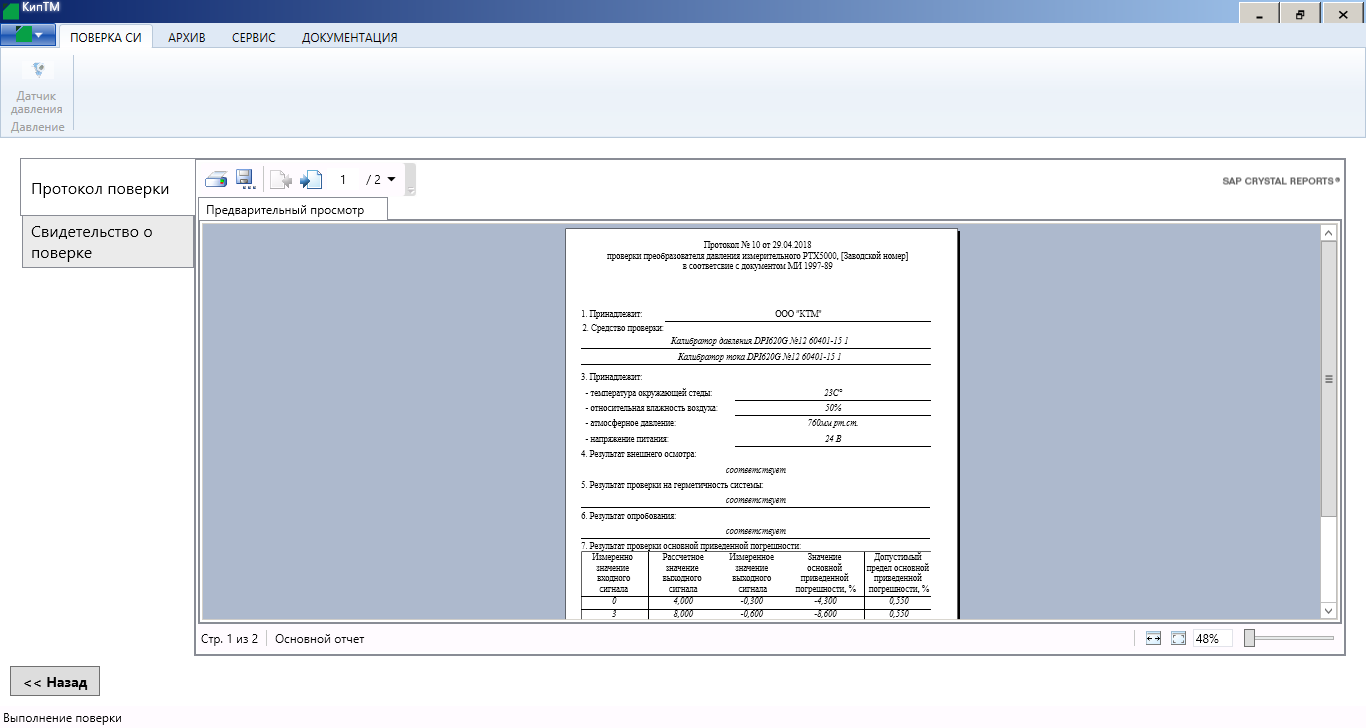 КипТМ
ПОВЕРКА СИ АРХИВ СЕРВИС ДОКУМЕНТАЦИЯ
Датчик
давления
Давление
Протокол поверки
Свидетельство о
поверке
1 / 2
SAP CRYSTAL REPORTS®
Предварительный просмотр
Протокол № 10 от 29.04.2018
проверки преобразователя давления измерительного PTX5000, [Заводской номер]
в соответсвие с документом МИ 1997-89
1. Принадлежит: ООО "КТМ"
2. Средство проверки:
Калибратор давления DPI620G №12 60401-15 1
Калибратор тока DPI620G №12 60401-15 1
3. Принадлежит:
- температура окружающей стеды: 23С°
- относительная влажность воздуха: 50%
- атмосферное давление: 760мм рт.ст.
- напряжение питания: 24 В
4. Результат внешнего осмотра:
соответствует
5. Результат проверки на герметичность системы:
соответствует
6. Результат опробования:
соответствует
7. Результат проверки основной приведенной погрешности:
Измеренно Рассчетное Измеренное Значение Допустимый
значение значение значение основной предел основной
входного выходного выходного приведенной приведенной
сигнала сигнала сигнала погрешности, % погрешности, %
0 4,000 -0,300 -4,300 0,550
3 8,000 -0,600 -8,600 0,550
Стр. 1 из 2 Основной отчет 48%
<< Назад
Выполнение поверки